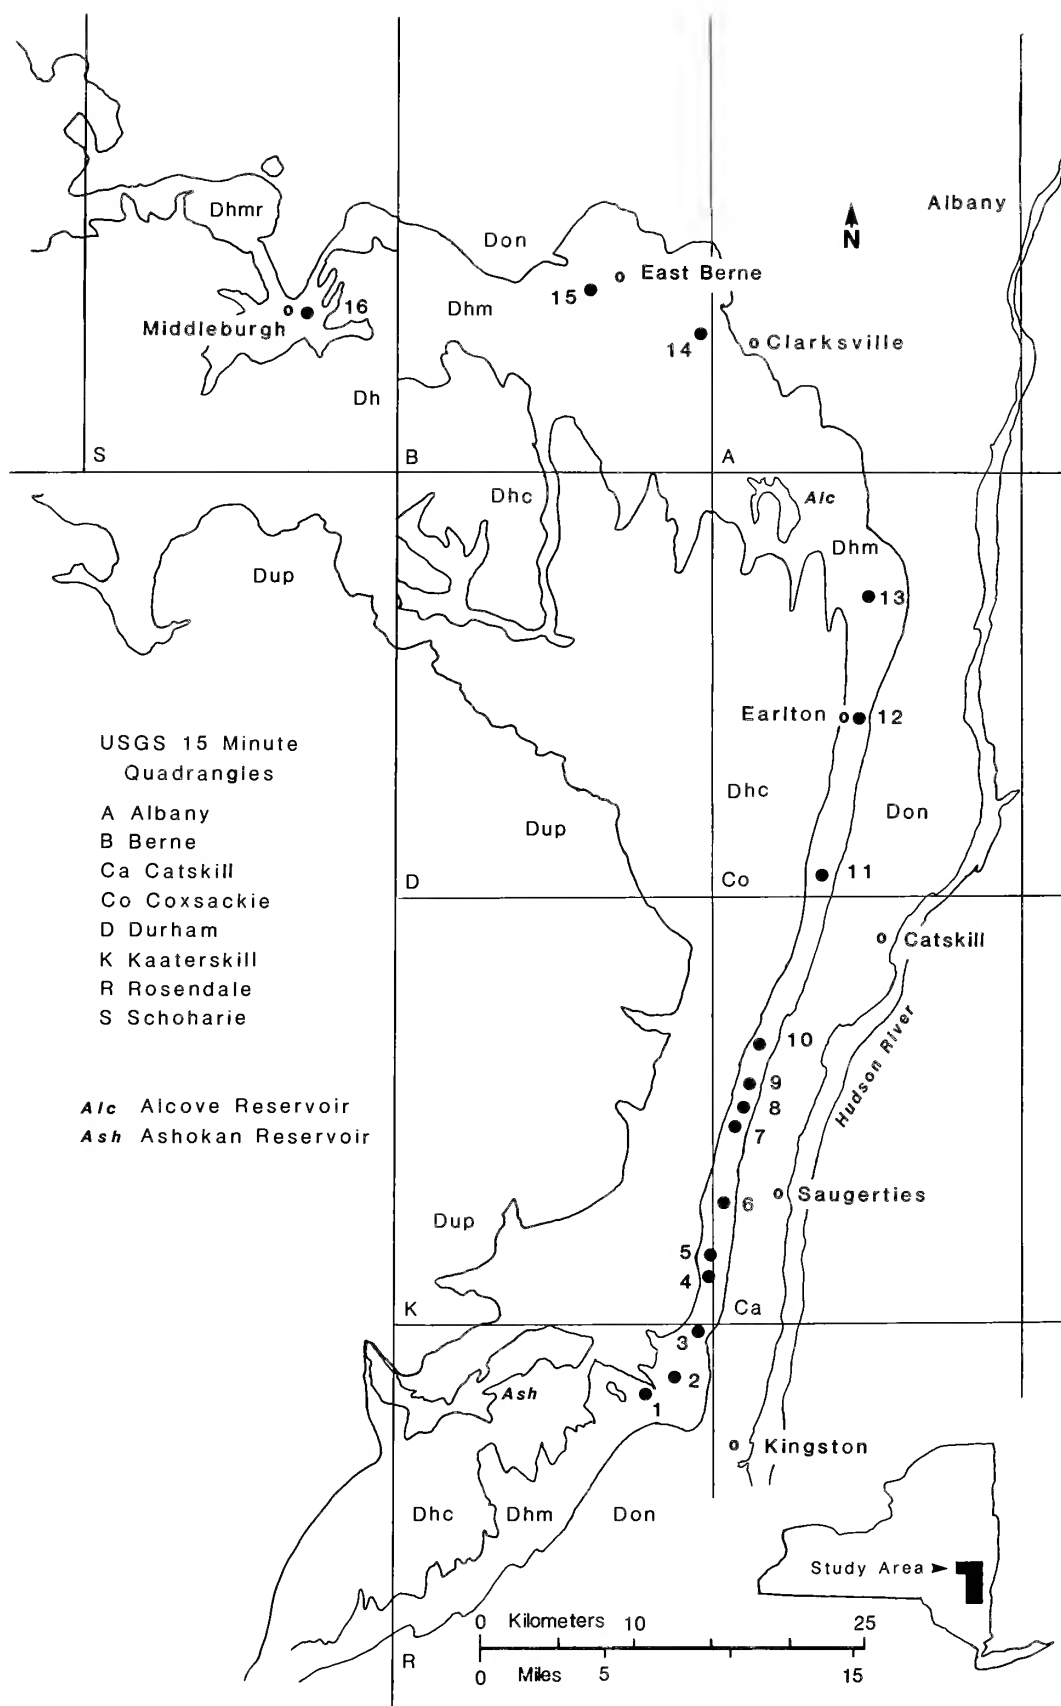 Albany
Dhmr
N
Don
East Berne
15
Dhm
16
Middleburgh
14
Clarksville
Dh
S
B
A
Dhc
Alc
Dhm
Dup
13
Earlton
12
USGS 15 Minute
Quadrangles
Dhc
A Albany
Don
Dup
B Berne
Ca Catskill
11
D
Co
Co Coxsackie
D Durham
Catskill
K Kaaterskill
R Rosendale
S Schoharie
10
Hudson River
9
Alc Alcove Reservoir
8
Ash Ashokan Reservoir
7
Saugerties
6
Dup
5
4
K
Ca
3
2
Ash
1
Kingston
Dhc
Dhm
Don
Study Area
0 Kilometers 10 25
R
0 Miles 5 15